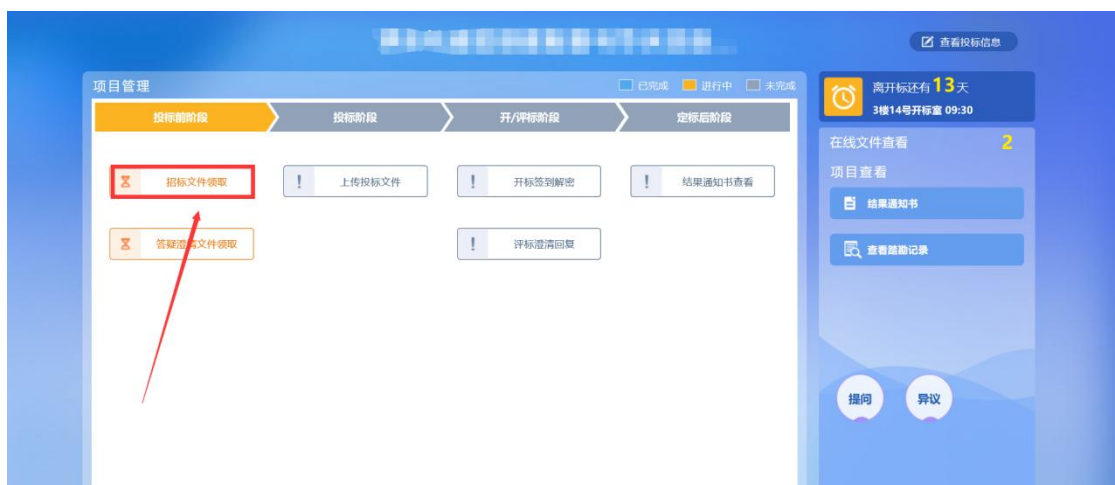 查看投标信息
项目管理
已完成 进行中 未完成
投标前阶段 投标阶段 开/评标阶段 定标后阶段
招标文件领取 上传投标文件 开标签到解密 结果通知书查看
答疑澄清文件领取 评标澄清回复
离开标还有13天
3楼14号开标室 09:30
在线文件查看 2
项目查看
结果通知书
查看踏勘记录
提问 异议